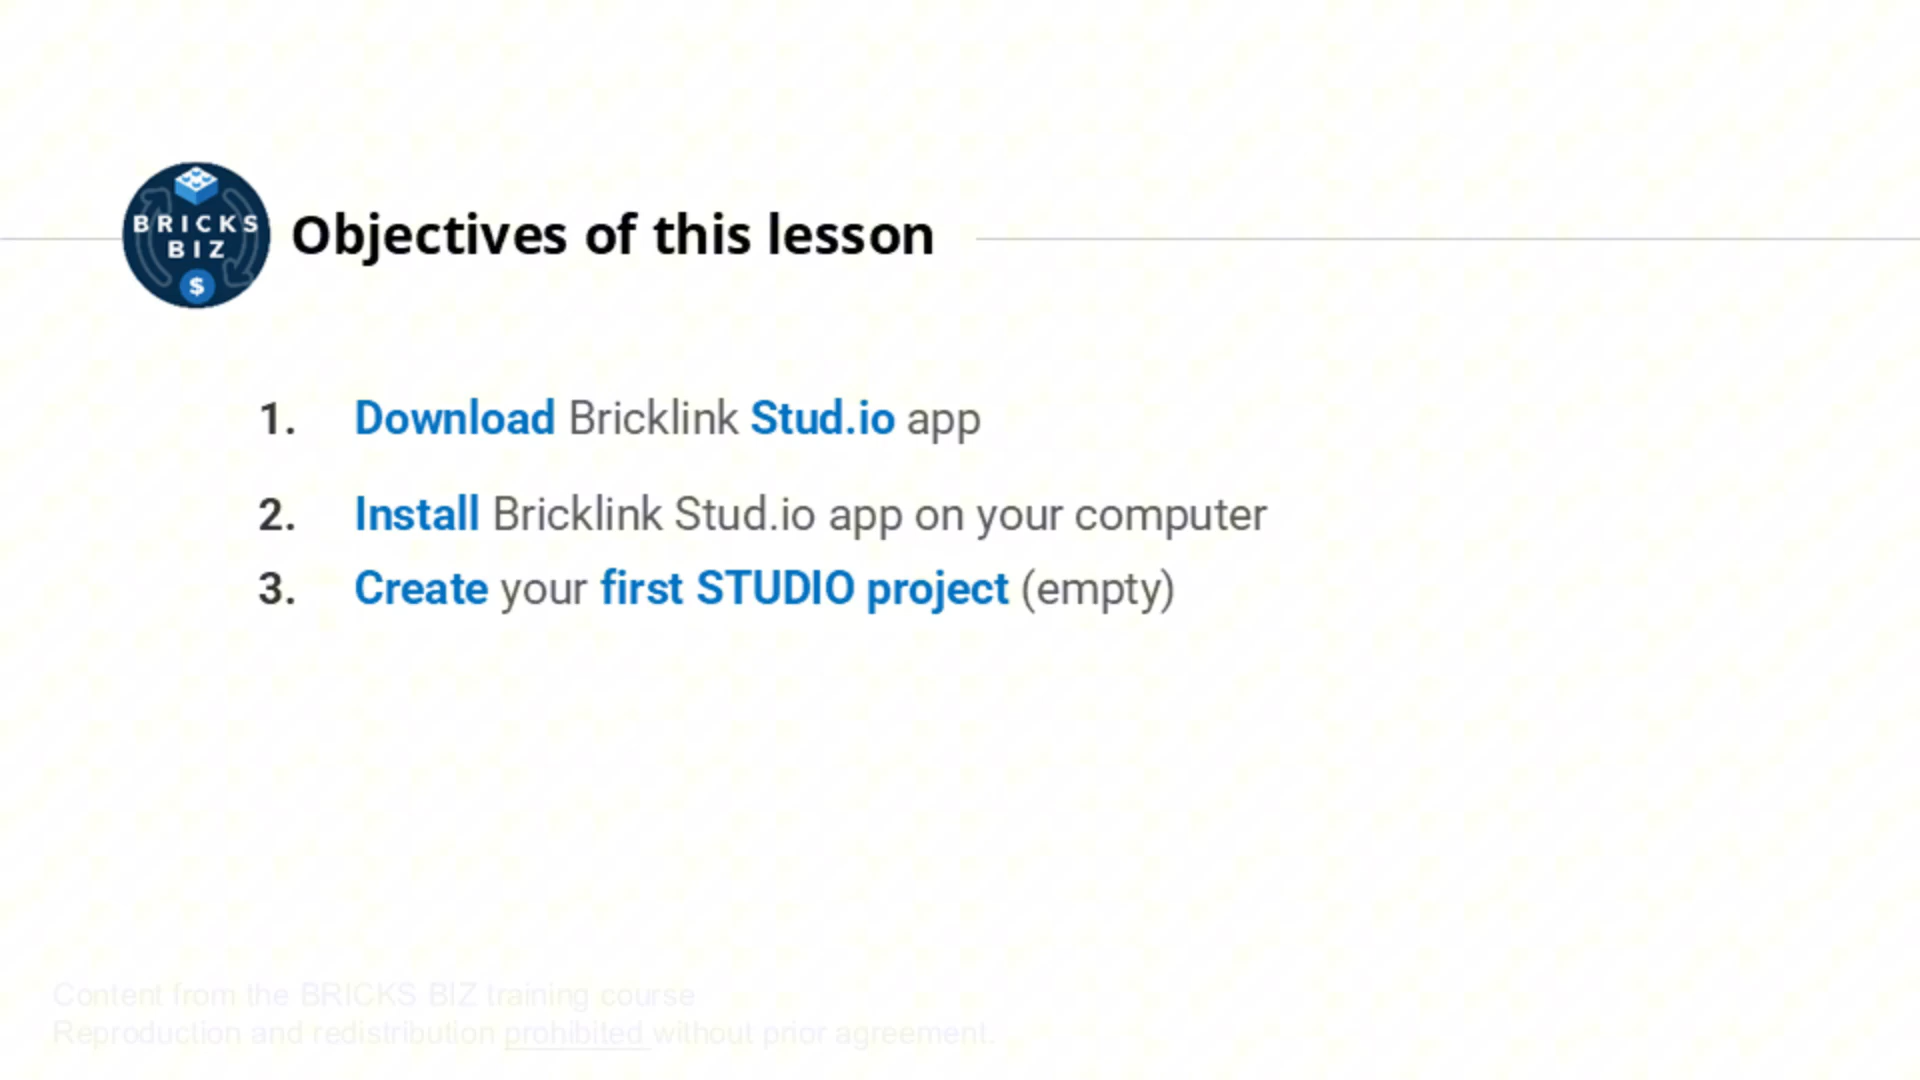 BRICKS
BIZ
$
Objectives of this lesson
1. Download Bricklink Stud.io app
2. Install Bricklink Stud.io app on your computer
3. Create your first STUDIO project (empty)
Content from the BRICKS BIZ training course
Reproduction and redistribution prohibited without prior agreement.